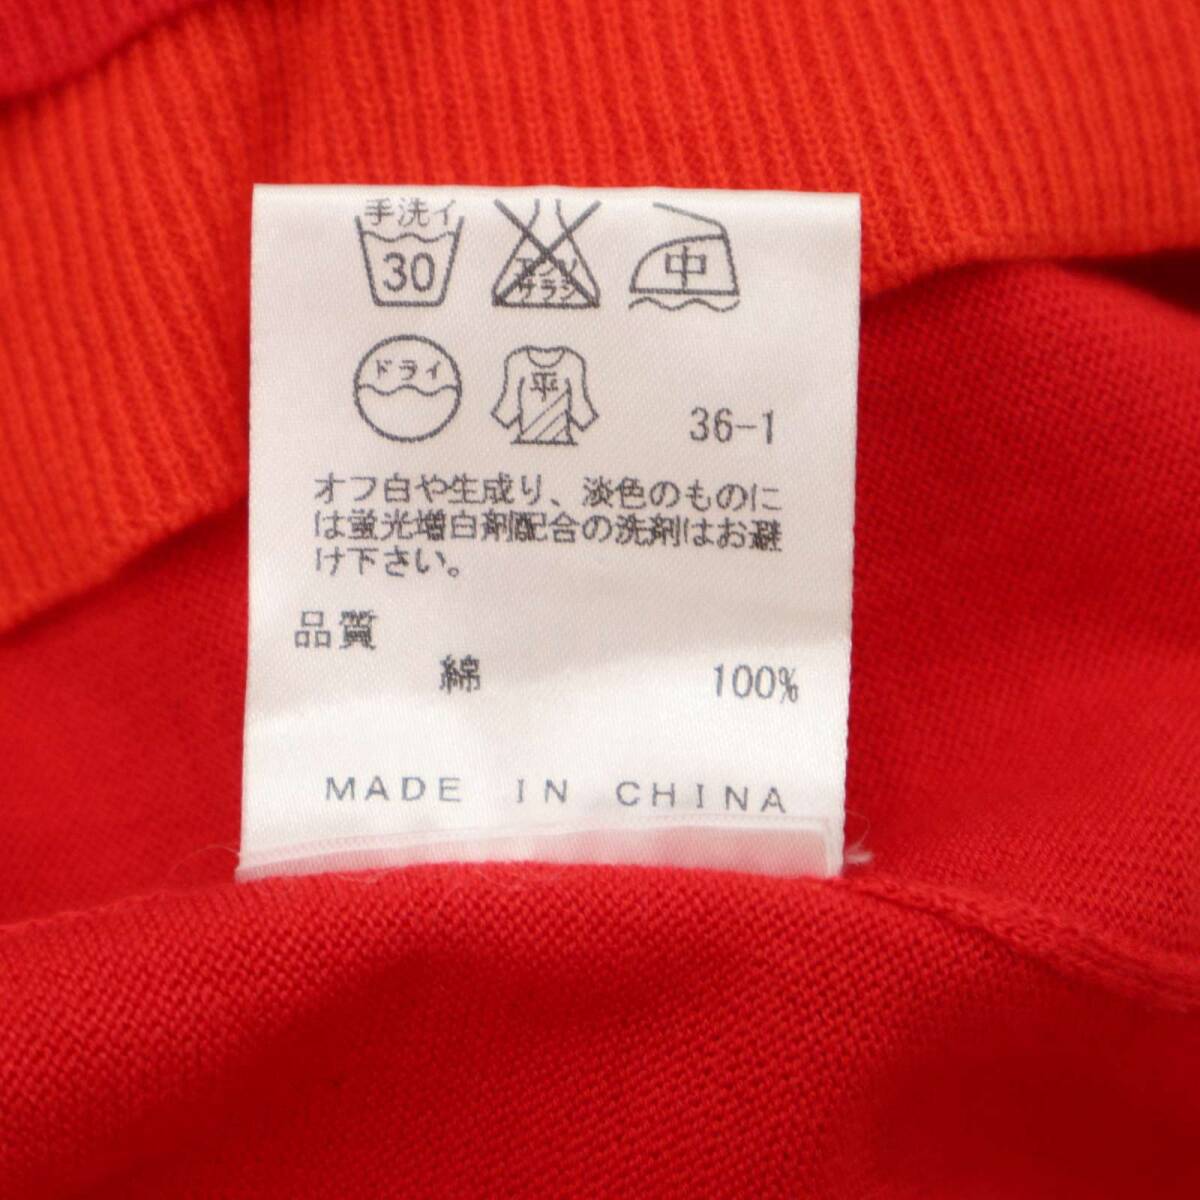 手洗イ
30
エンソ
サラシ
中
ドライ
平
36-1
オフ白や生成り、淡色のものに
は蛍光増白剤配合の洗剤はお避
け下さい。
品質
綿 100%
MADE IN CHINA